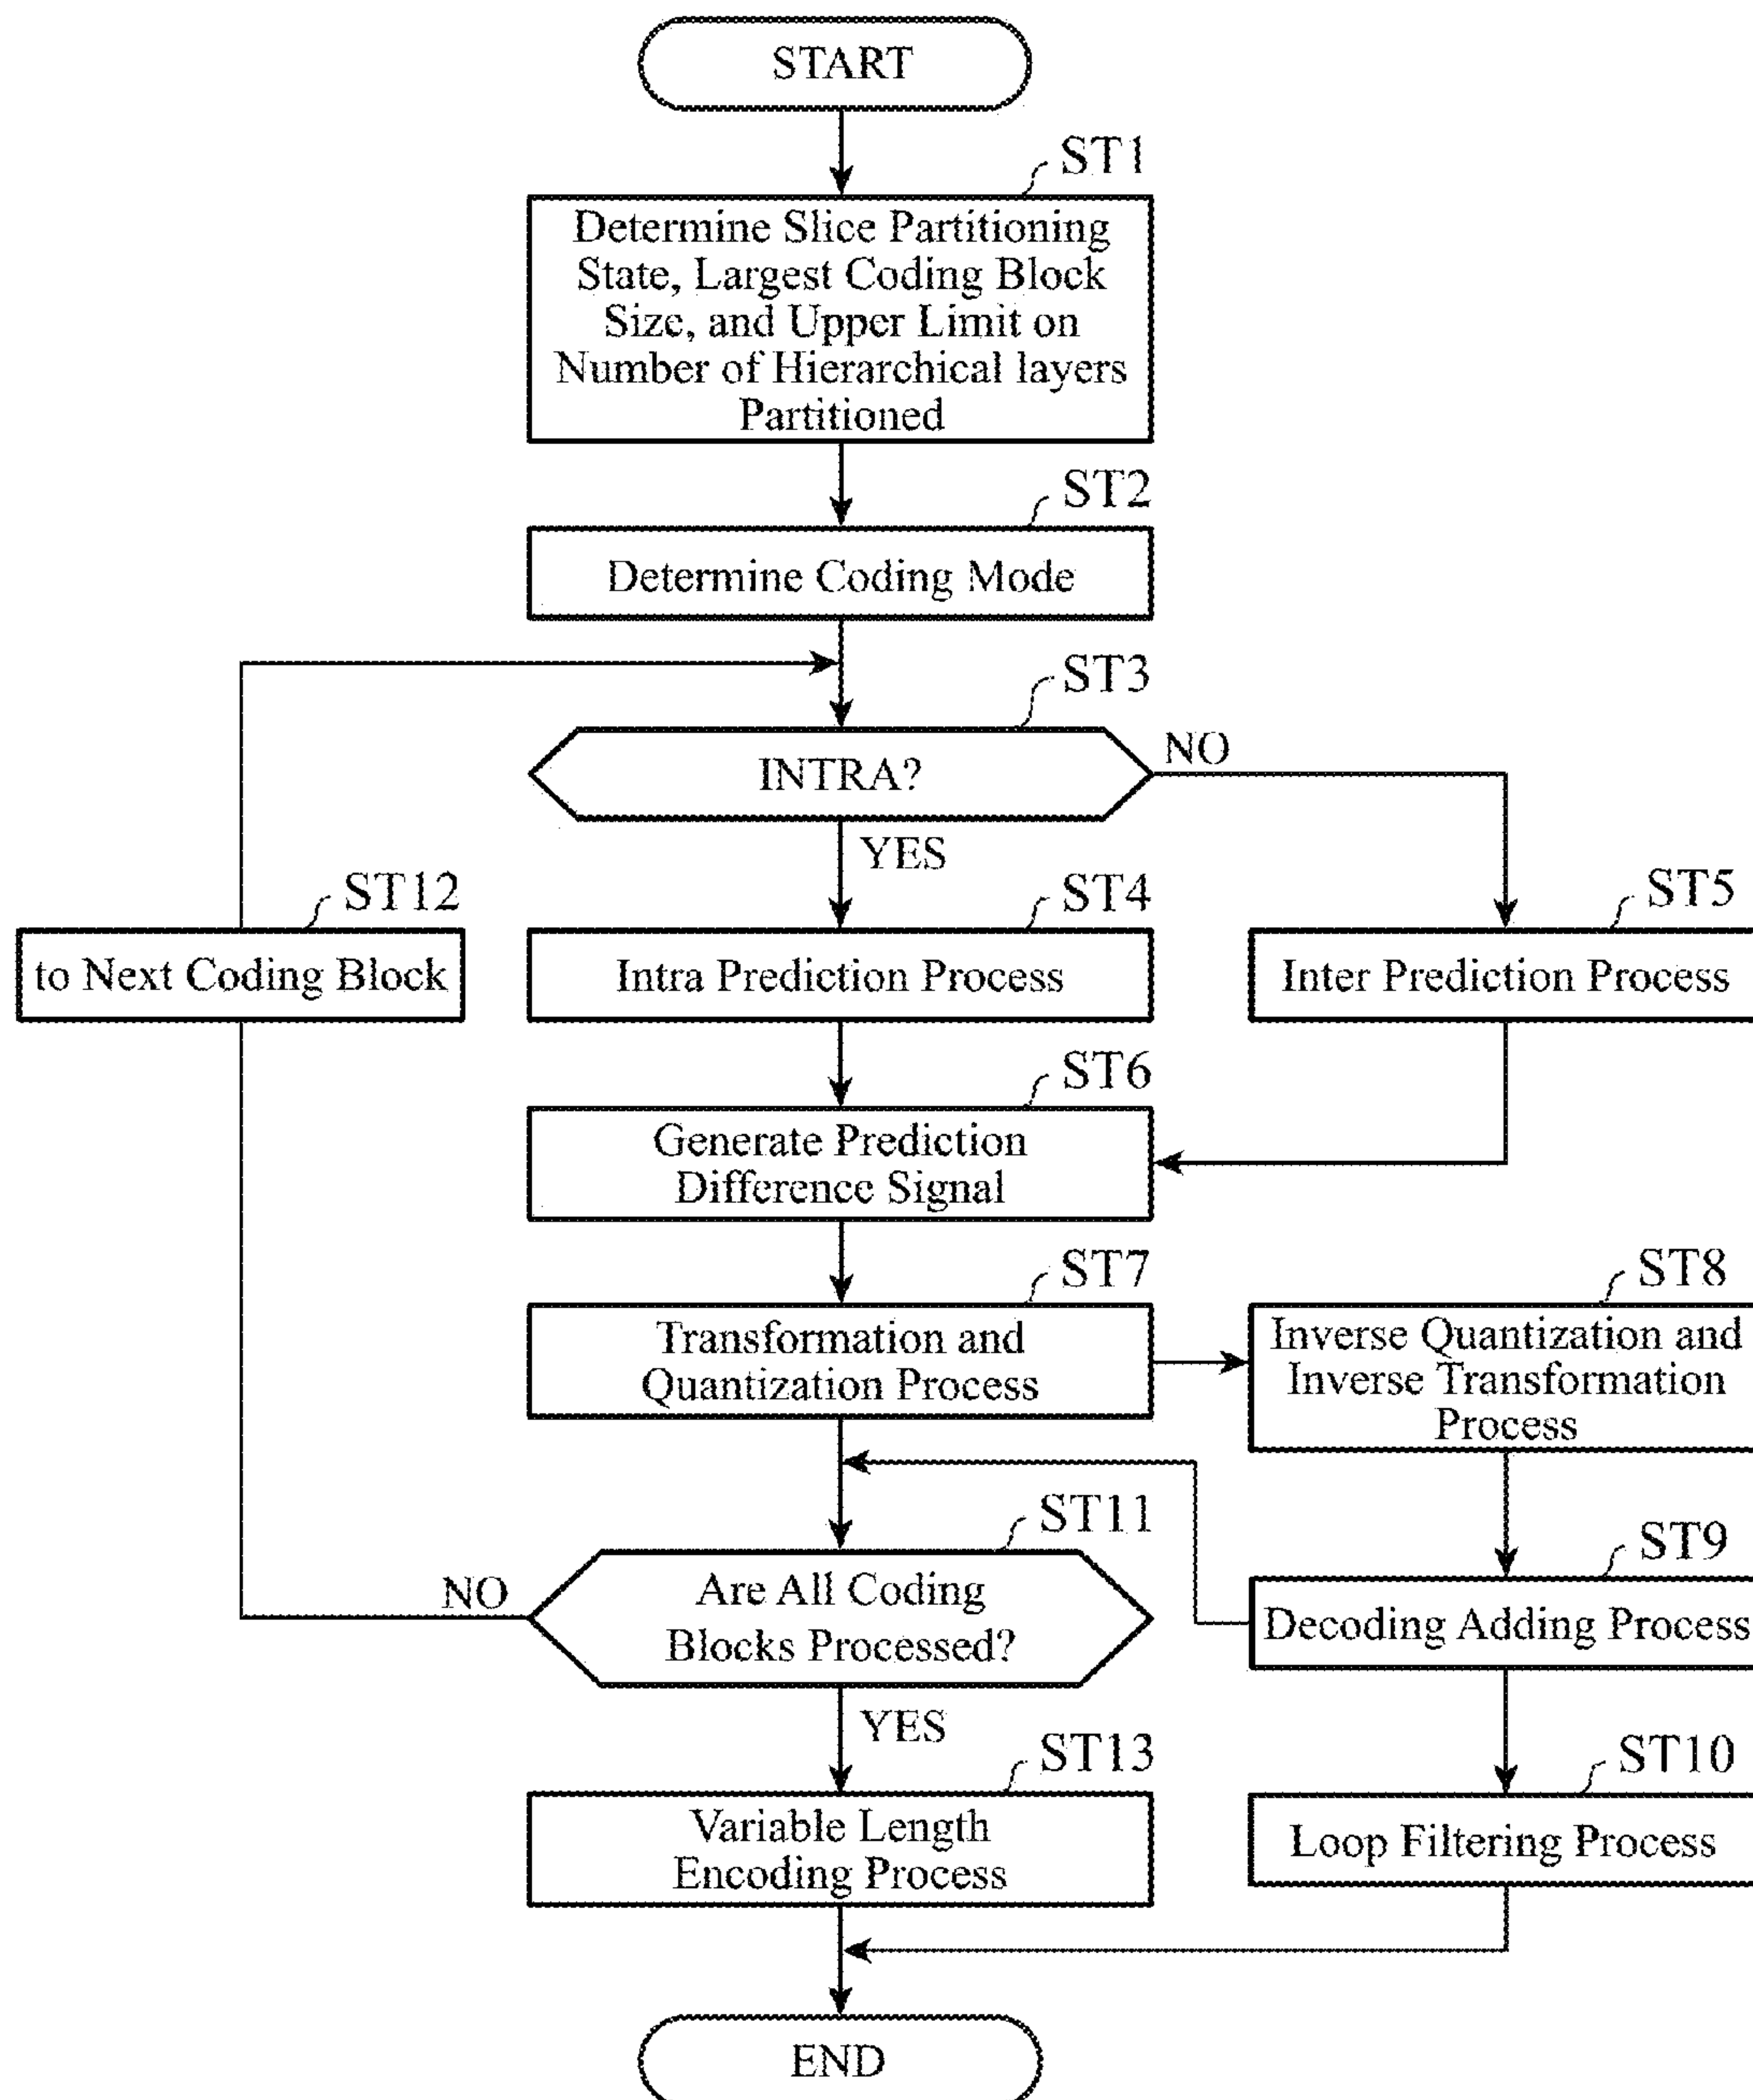 START
ST1
Determine Slice Partitioning
State, Largest Coding Block
Size, and Upper Limit on
Number of Hierarchical layers
Partitioned
ST2
Determine Coding Mode
ST3
INTRA?
NO
YES
ST12
to Next Coding Block
ST4
Intra Prediction Process
ST5
Inter Prediction Process
ST6
Generate Prediction
Difference Signal
ST7
Transformation and
Quantization Process
ST8
Inverse Quantization and
Inverse Transformation
Process
ST11
Are All Coding
Blocks Processed?
NO
YES
ST9
Decoding Adding Process
ST13
Variable Length
Encoding Process
ST10
Loop Filtering Process
END